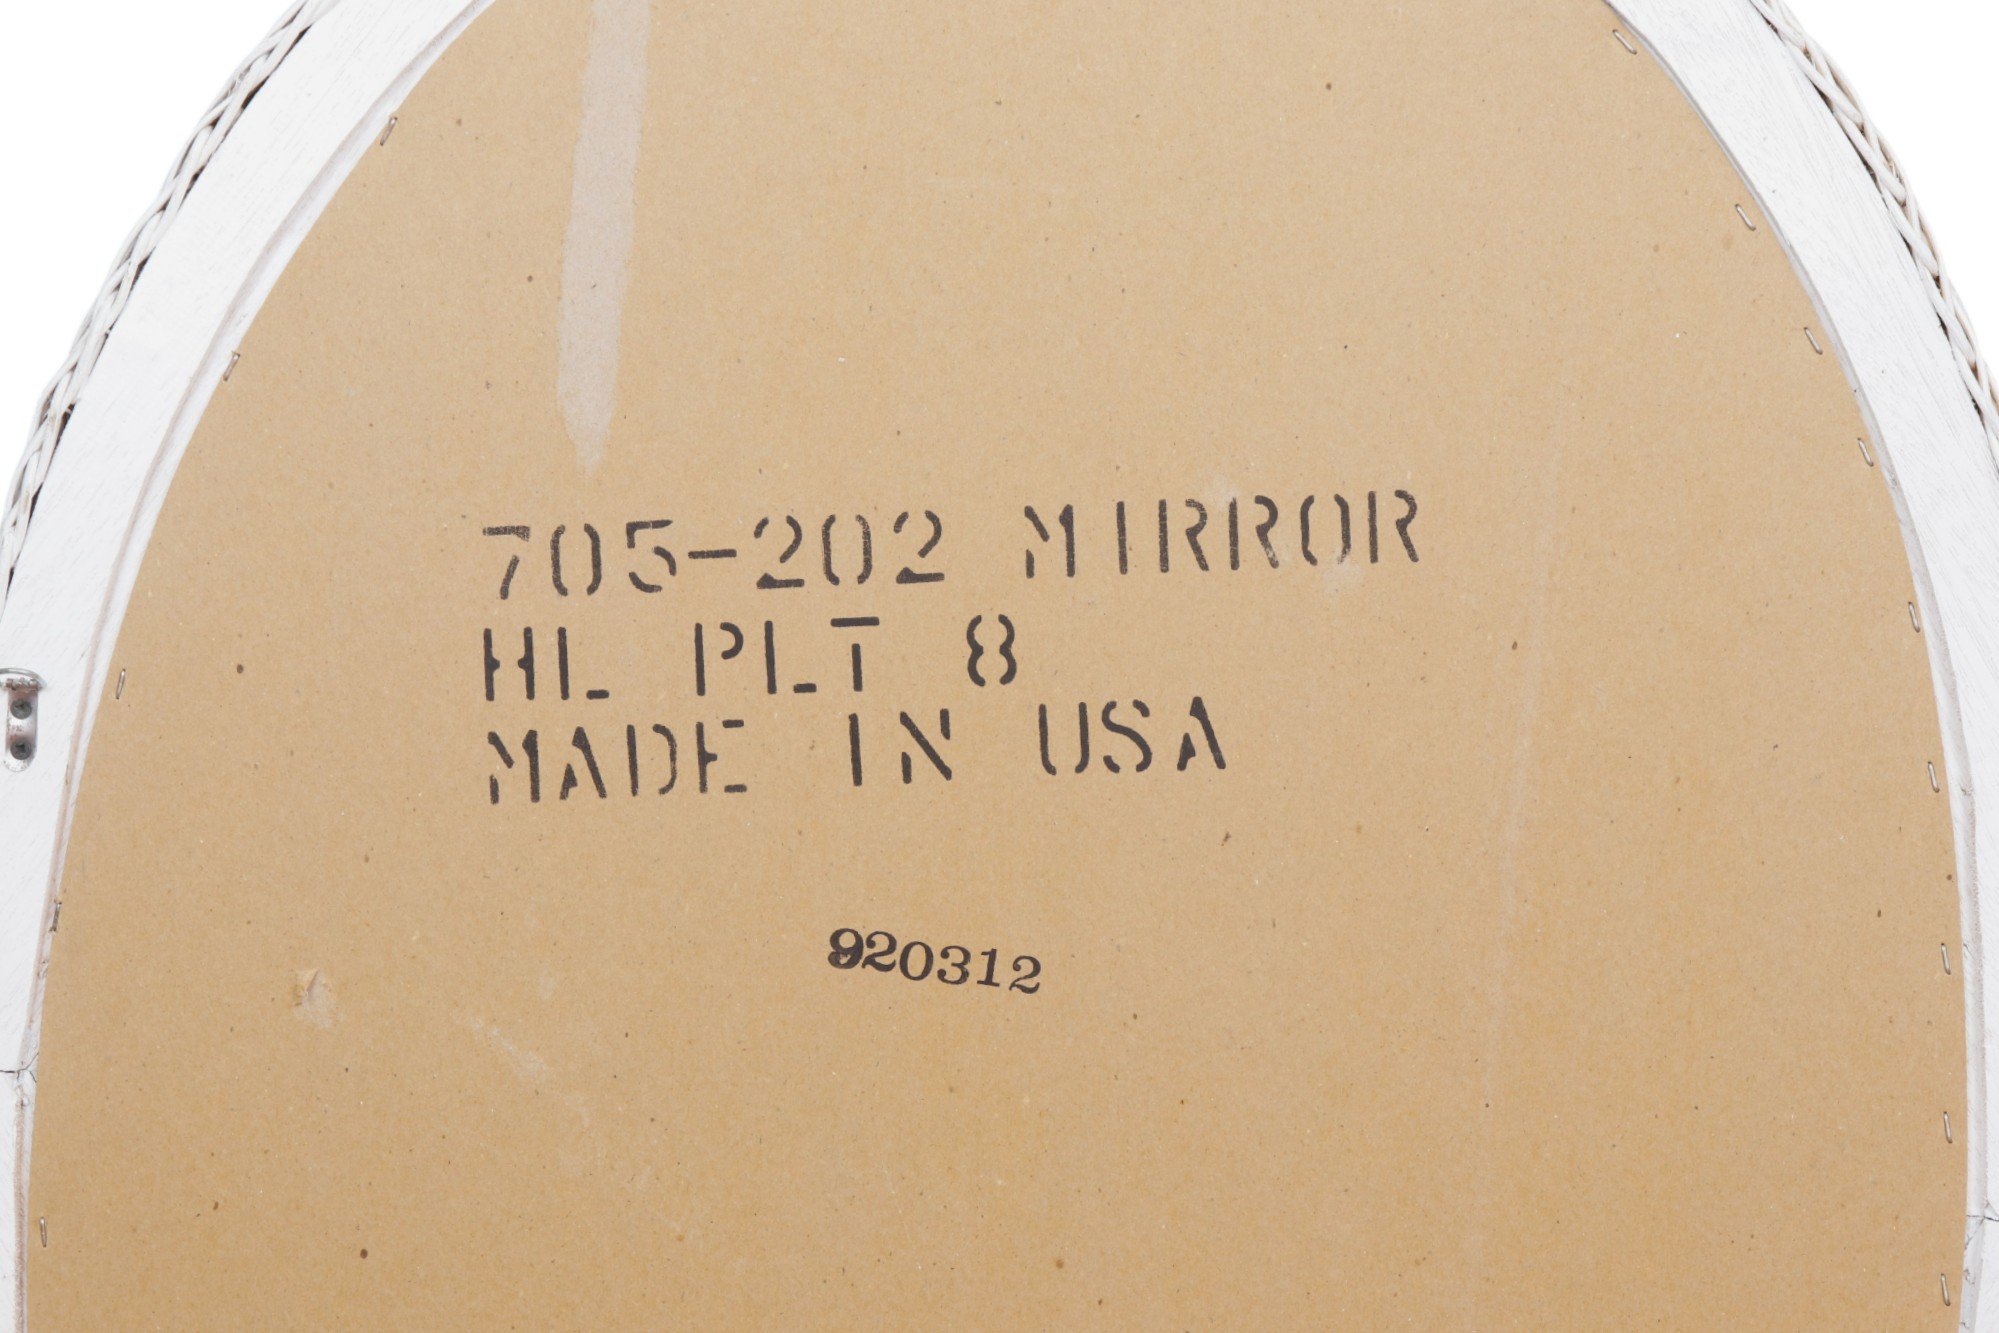 705-202 MIRROR
HL PLT 8
MADE IN USA
920312